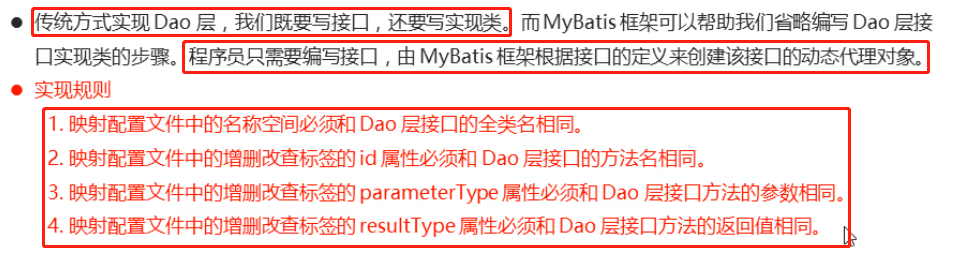 ● 传统方式实现 Dao 层，我们既要写接口，还要写实现类。而 MyBatis 框架可以帮助我们省略编写 Dao 层接
口实现类的步骤。程序员只需要编写接口，由 MyBatis 框架根据接口的定义来创建该接口的动态代理对象。
● 实现规则
1. 映射配置文件中的名称空间必须和 Dao 层接口的全类名相同。
2. 映射配置文件中的增删改查标签的 id 属性必须和 Dao 层接口的方法名相同。
3. 映射配置文件中的增删改查标签的 parameterType 属性必须和 Dao 层接口方法的参数相同。
4. 映射配置文件中的增删改查标签的 resultType 属性必须和 Dao 层接口方法的返回值相同。